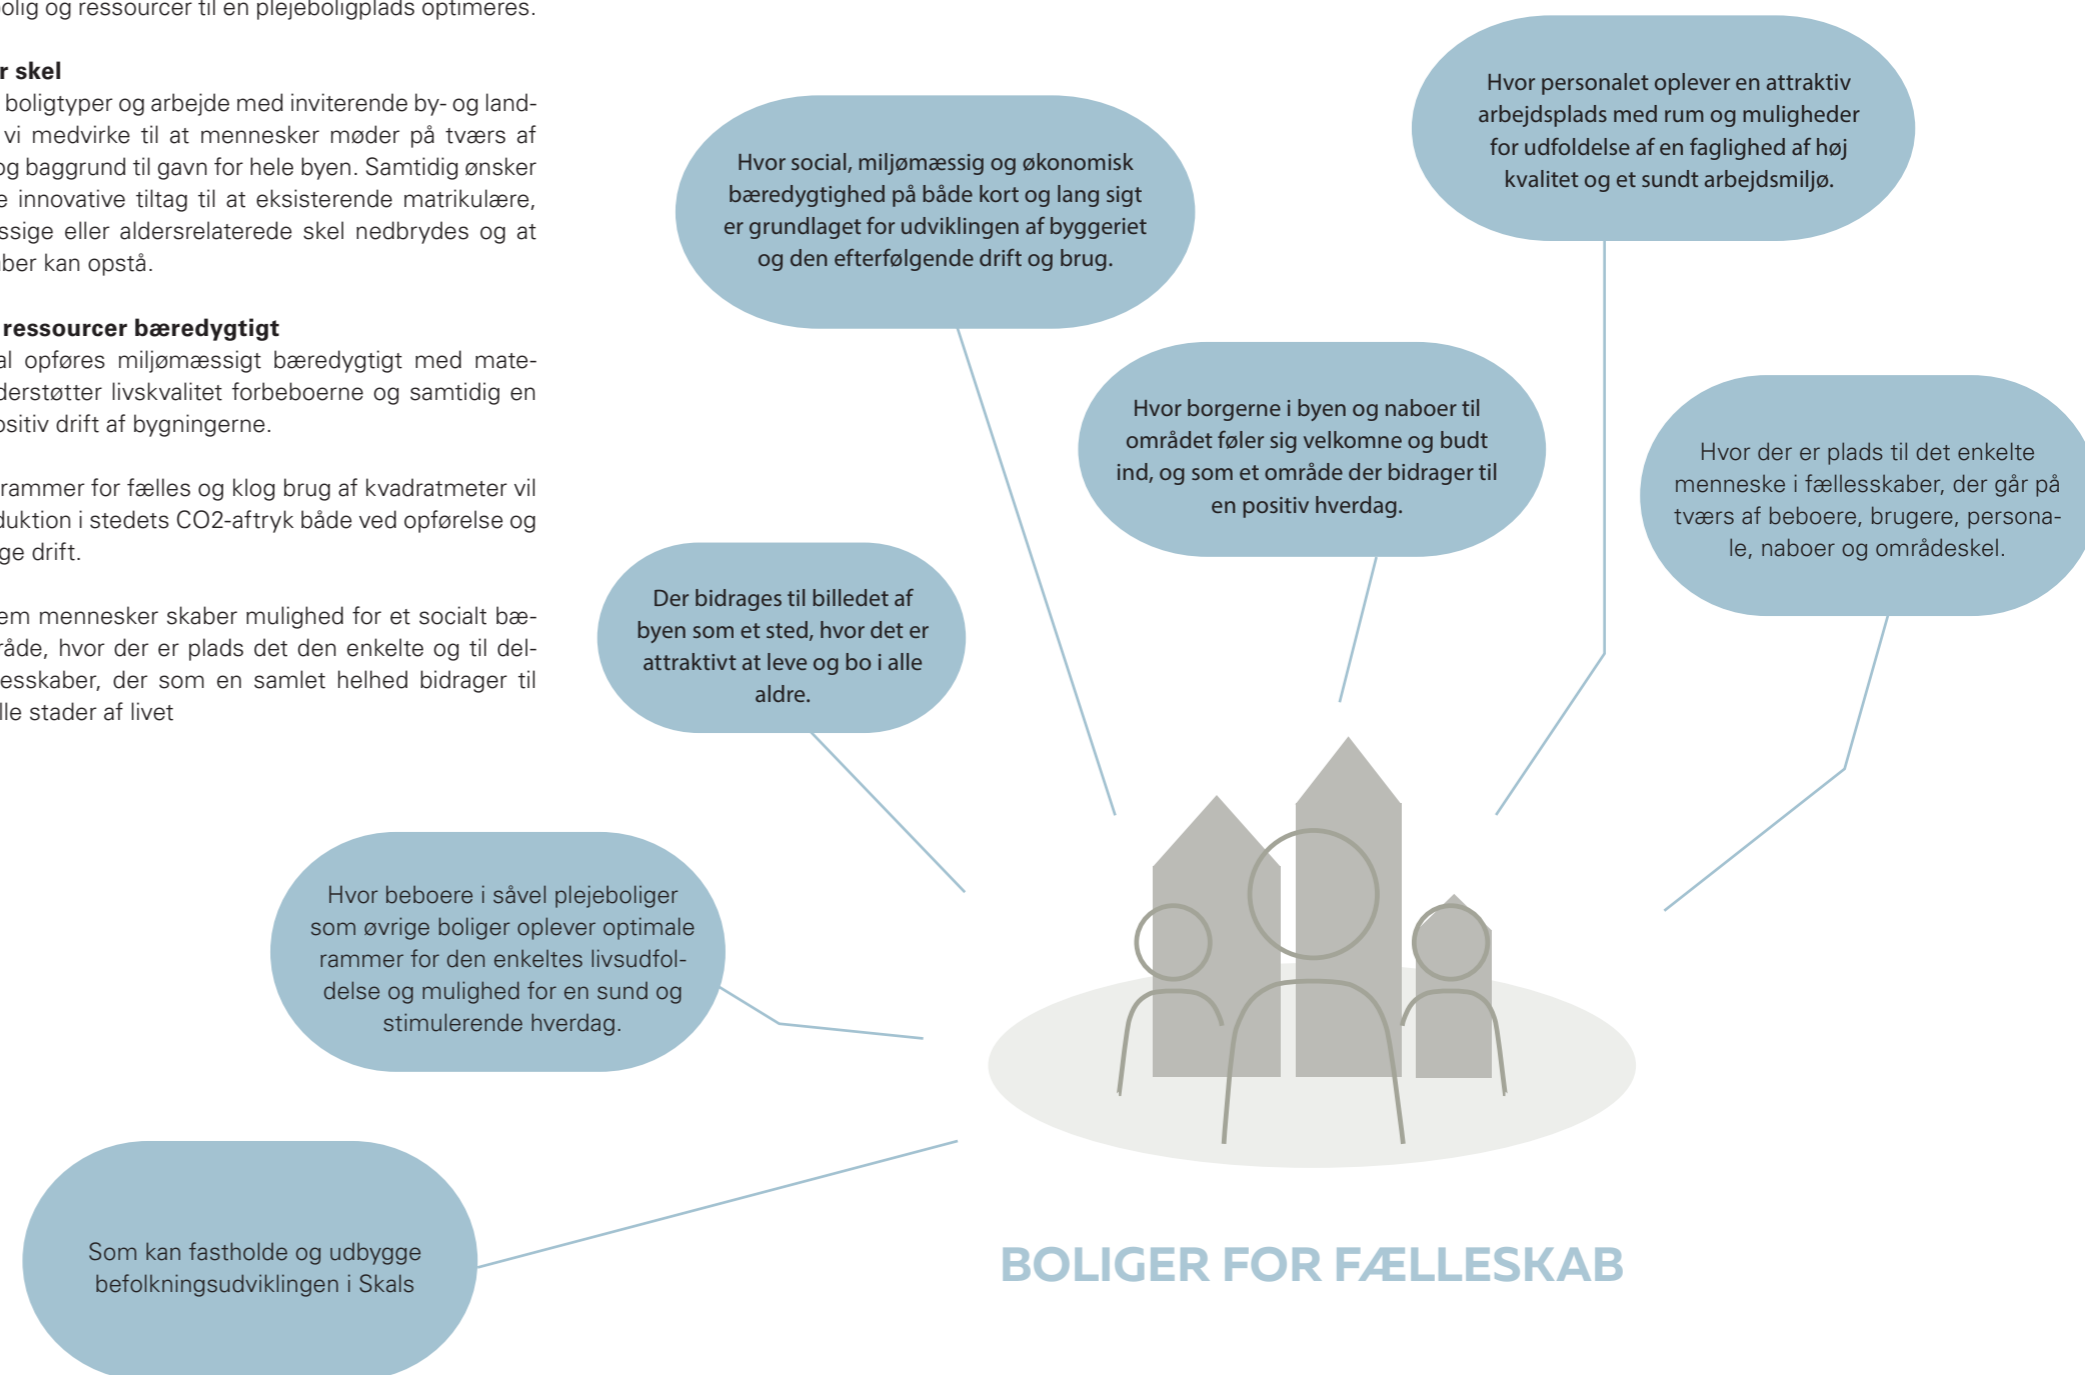 olig og ressourcer til en plejeboligplads optimeres.
r skel
boligtyper og arbejde med inviterende by- og land-
vi medvirke til at mennesker møder på tværs af
og baggrund til gavn for hele byen. Samtidig ønsker
e innovative tiltag til at eksisterende matrikulære,
ssige eller aldersrelaterede skel nedbrydes og at
aber kan opstå.
ressourcer bæredygtigt
al opføres miljømæssigt bæredygtigt med mate-
derstøtter livskvalitet forbeboerne og samtidig en
ositiv drift af bygningerne.
rammer for fælles og klog brug af kvadratmeter vil
duktion i stedets CO2-aftryk både ved opførelse og
ge drift.
em mennesker skaber mulighed for et socialt bæ-
råde, hvor der er plads det den enkelte og til del-
lesskaber, der som en samlet helhed bidrager til
lle stader af livet
Hvor personalet oplever en attraktiv
arbejdsplads med rum og muligheder
for udfoldelse af en faglighed af høj
kvalitet og et sundt arbejdsmiljø.
Hvor social, miljømæssig og økonomisk
bæredygtighed på både kort og lang sigt
er grundlaget for udviklingen af byggeriet
og den efterfølgende drift og brug.
Hvor borgerne i byen og naboer til
området føler sig velkomne og budt
ind, og som et område der bidrager til
en positiv hverdag.
Hvor der er plads til det enkelte
menneske i fællesskaber, der går på
tværs af beboere, brugere, persona-
le, naboer og områdeskel.
Der bidrages til billedet af
byen som et sted, hvor det er
attraktivt at leve og bo i alle
aldre.
Hvor beboere i såvel plejeboliger
som øvrige boliger oplever optimale
rammer for den enkeltes livsudfol-
delse og mulighed for en sund og
stimulerende hverdag.
Som kan fastholde og udbygge
befolkningsudviklingen i Skals
BOLIGER FOR FÆLLESKAB